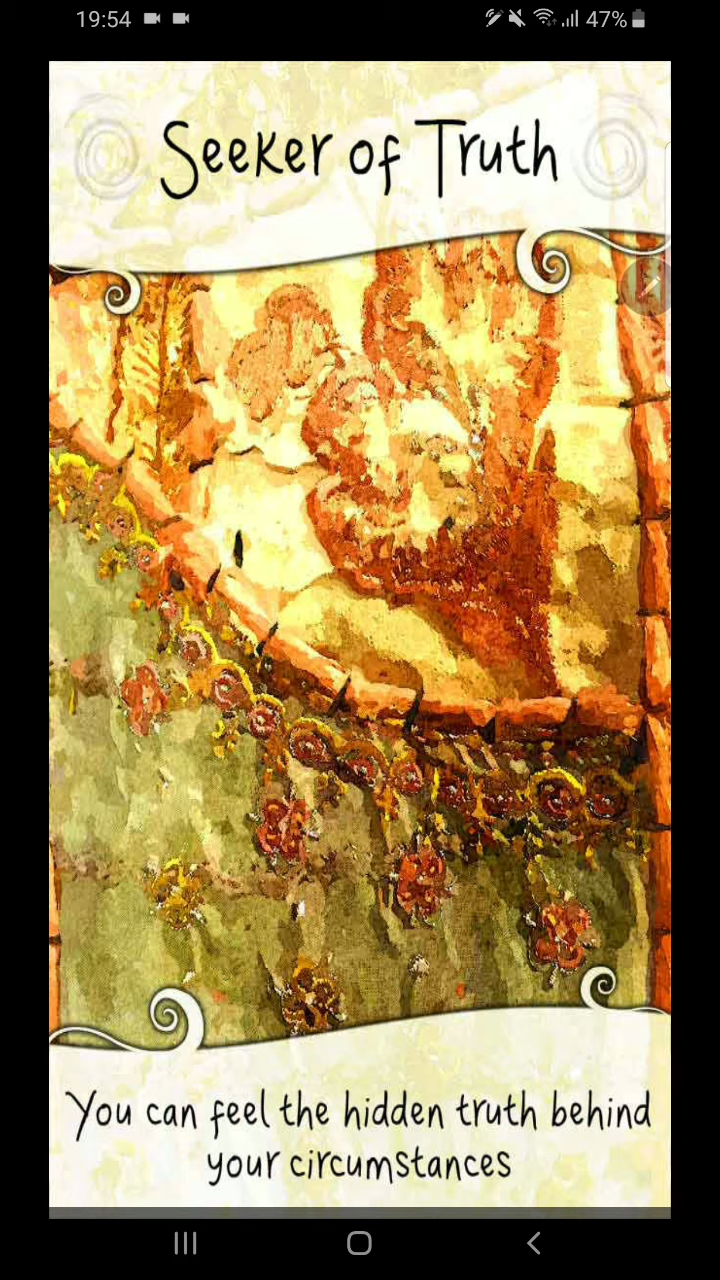 19:54 47%
Seeker of Truth
You can feel the hidden truth behind
your circumstances